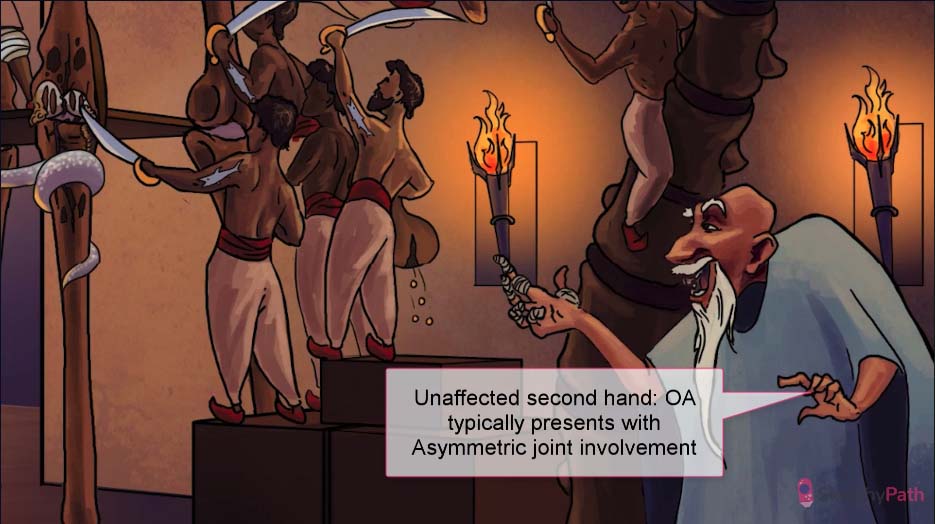 Unaffected second hand: OA
typically presents with
Asymmetric joint involvement